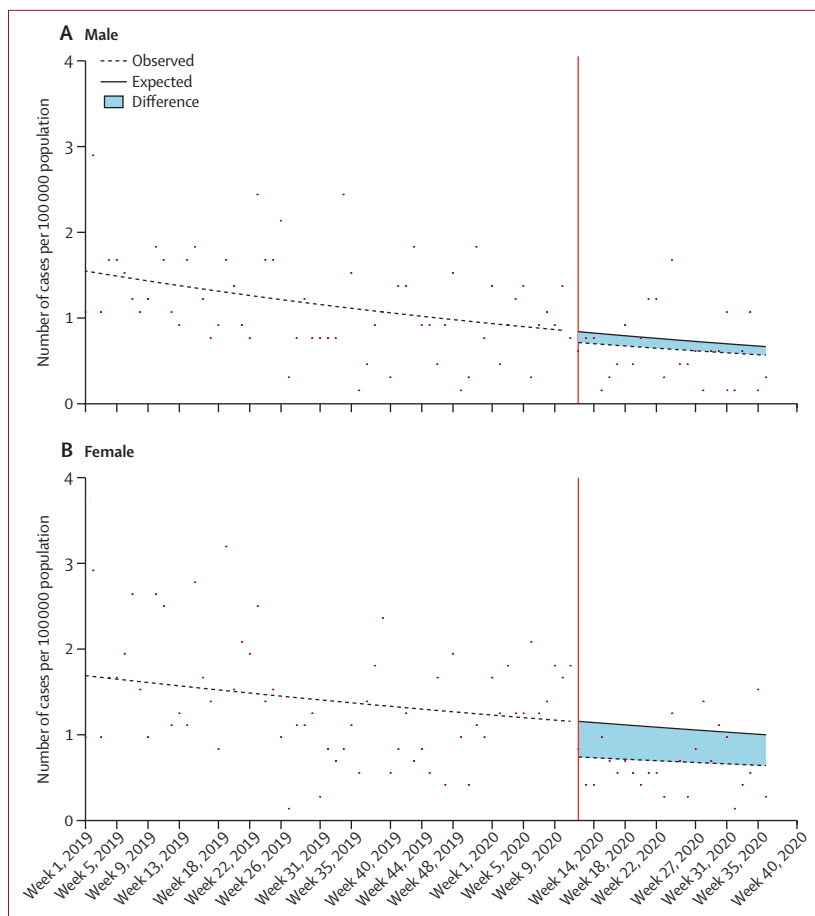 A Male
Observed
Expected
Difference
Number of cases per 100 000 population
4
3
2
1
0
B Female
Number of cases per 100 000 population
4
3
2
1
0
Week 1, 2019
Week 5, 2019
Week 9, 2019
Week 13, 2019
Week 18, 2019
Week 22, 2019
Week 26, 2019
Week 31, 2019
Week 35, 2019
Week 40, 2019
Week 44, 2019
Week 48, 2019
Week 1, 2020
Week 5, 2020
Week 9, 2020
Week 14, 2020
Week 18, 2020
Week 22, 2020
Week 27, 2020
Week 31, 2020
Week 35, 2020
Week 40, 2020